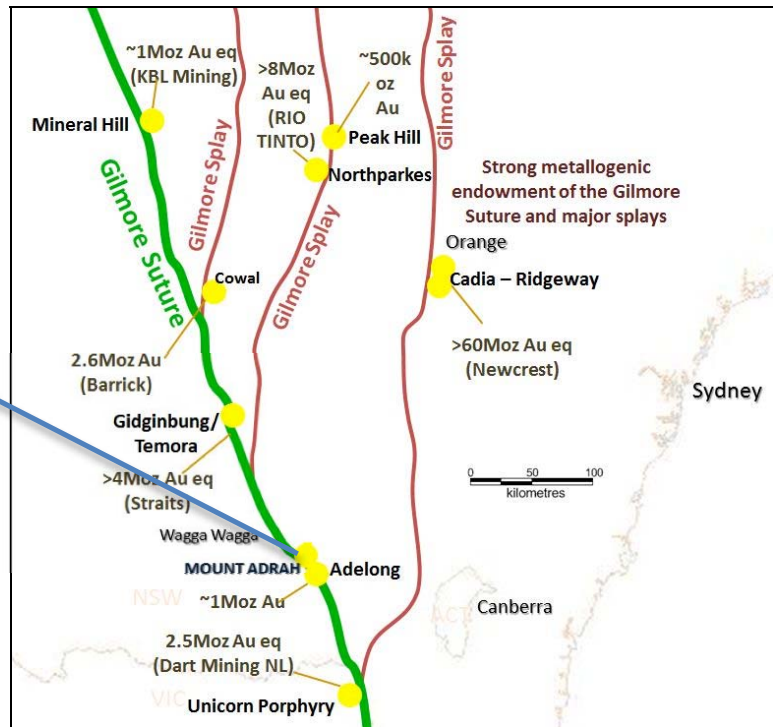 ~1Moz Au eq
(KBL Mining)
Mineral Hill
Gilmore Suture
Gilmore Splay
>8Moz
Au eq
(RIO
TINTO)
~500k
oz
Au
Peak Hill
Northparkes
Gilmore Splay
Gilmore Splay
Strong metallogenic
endowment of the Gilmore
Suture and major splays
Orange
Cadia – Ridgeway
>60Moz Au eq
(Newcrest)
Sydney
Cowal
2.6Moz Au
(Barrick)
Gidginbung/
Temora
>4Moz Au eq
(Straits)
0 50 100
kilometres
Wagga Wagga
MOUNT ADRAH
Adelong
~1Moz Au
NSW
ACT
Canberra
2.5Moz Au eq
(Dart Mining NL)
VIC
Unicorn Porphyry